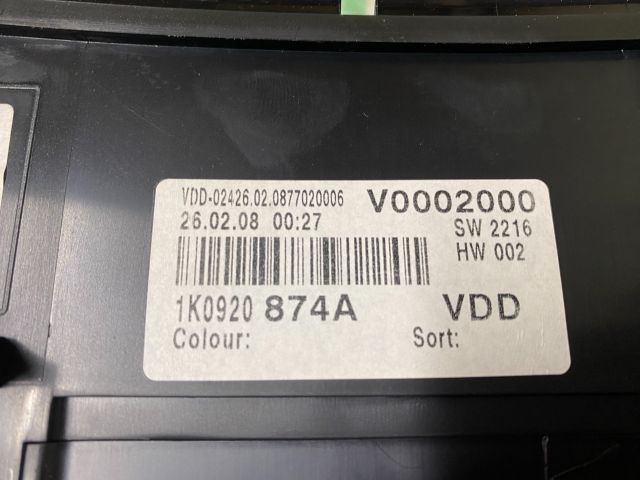 VDD-02426.02.0877020006 V0002000
26.02.08 00:27 SW 2216
HW 002
1K0920 874A VDD
Colour: Sort: